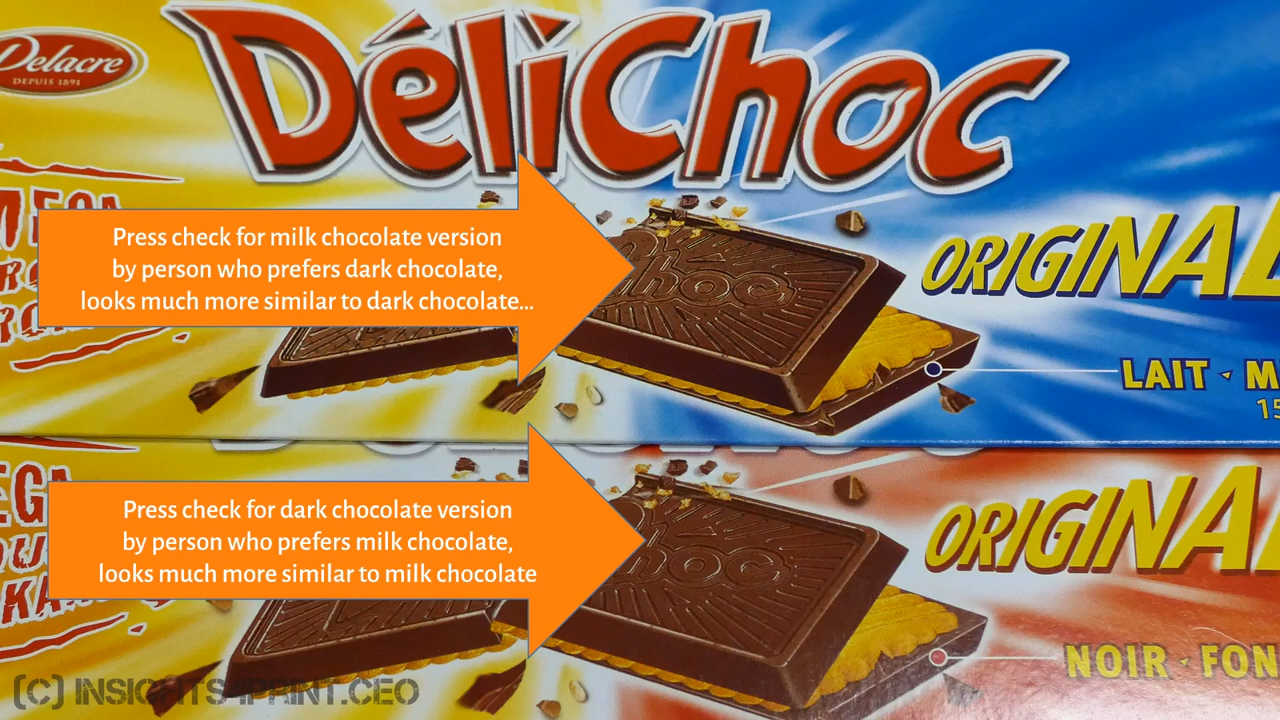 Delacre
DEPUIS 1891
DéliChoc
Press check for milk chocolate version
by person who prefers dark chocolate,
looks much more similar to dark chocolate...
ORIGINAL
LAIT · M
15
Press check for dark chocolate version
by person who prefers milk chocolate,
looks much more similar to milk chocolate
ORIGINAL
NOIR · FON
(C) INSIGHTS4PRINT.CEO